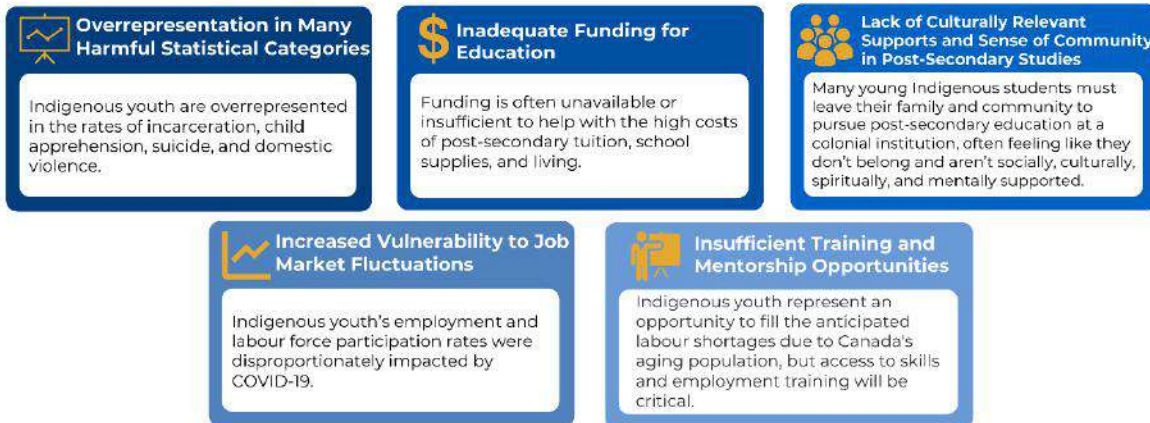 Overrepresentation in Many
Harmful Statistical Categories
Indigenous youth are overrepresented
in the rates of incarceration, child
apprehension, suicide, and domestic
violence.
Inadequate Funding for
Education
Funding is often unavailable or
insufficient to help with the high costs
of post-secondary tuition, school
supplies, and living.
Lack of Culturally Relevant
Supports and Sense of Community
in Post-Secondary Studies
Many young Indigenous students must
leave their family and community to
pursue post-secondary education at a
colonial institution, often feeling like they
don't belong and aren't socially, culturally,
spiritually, and mentally supported.
Increased Vulnerability to Job
Market Fluctuations
Indigenous youth's employment and
labour force participation rates were
disproportionately impacted by
COVID-19.
Insufficient Training and
Mentorship Opportunities
Indigenous youth represent an
opportunity to fill the anticipated
labour shortages due to Canada's
aging population, but access to skills
and employment training will be
critical.